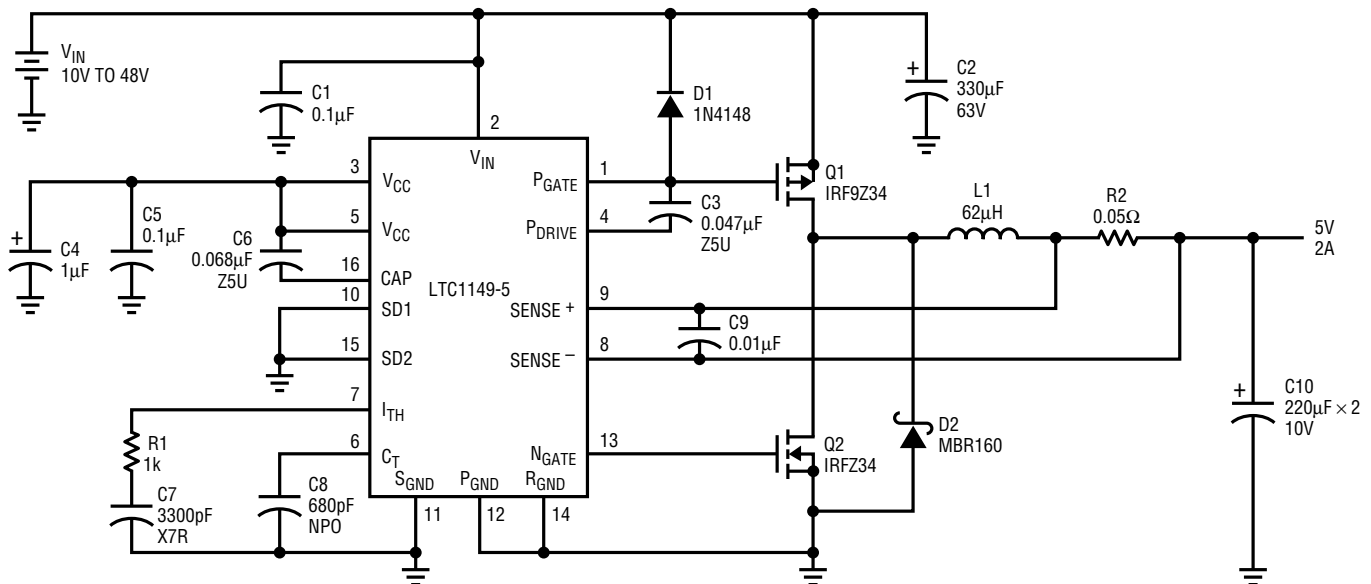 V_IN
10V TO 48V
C1
0.1µF
2
V_IN
D1
1N4148
+
C2
330µF
63V
3
V_CC
P_GATE
1
Q1
IRF9Z34
L1
62µH
R2
0.05Ω
5V
2A
C3
0.047µF
Z5U
5
V_CC
P_DRIVE
4
+
C4
1µF
C5
0.1µF
C6
0.068µF
Z5U
16
CAP
LTC1149-5
10
SD1
SENSE +
9
C9
0.01µF
15
SD2
SENSE –
8
7
I_TH
R1
1k
6
C_T
N_GATE
13
Q2
IRFZ34
D2
MBR160
+
C10
220µF × 2
10V
C7
3300pF
X7R
C8
680pF
NPO
S_GND
P_GND
R_GND
11
12
14